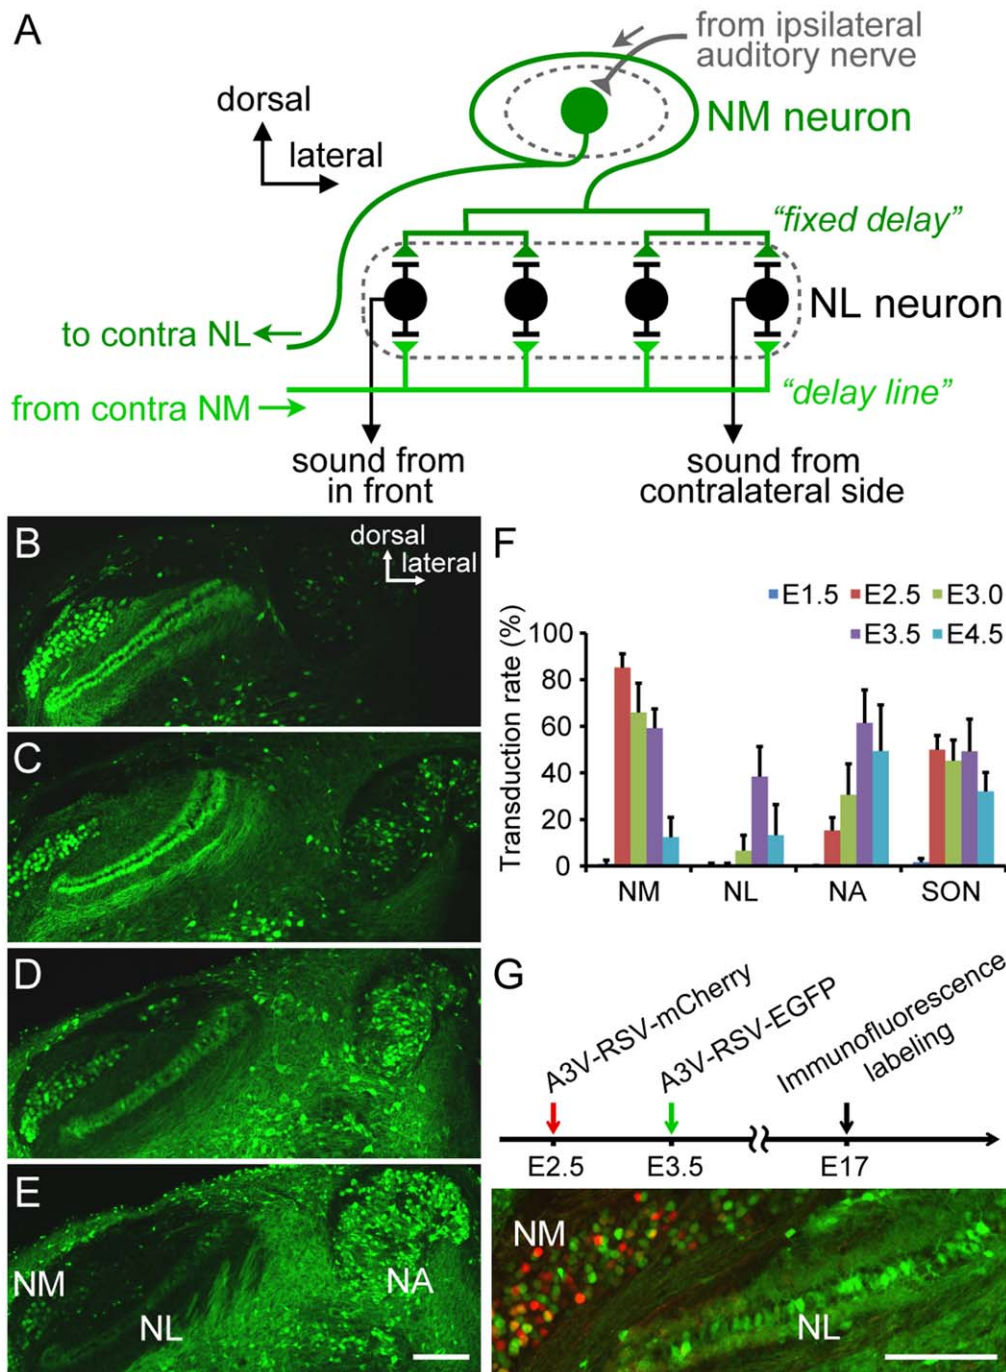 A
from ipsilateral
auditory nerve
dorsal
lateral
NM neuron
"fixed delay"
NL neuron
to contra NL
from contra NM
"delay line"
sound from
in front
sound from
contralateral side
B
dorsal
lateral
C
D
E
NM
NL
NA
F
E1.5 E2.5 E3.0
E3.5 E4.5
Transduction rate (%)
100
80
60
40
20
0
NM NL NA SON
G
A3V-RSV-mCherry
A3V-RSV-EGFP
Immunofluorescence
labeling
E2.5 E3.5 E17
NM
NL